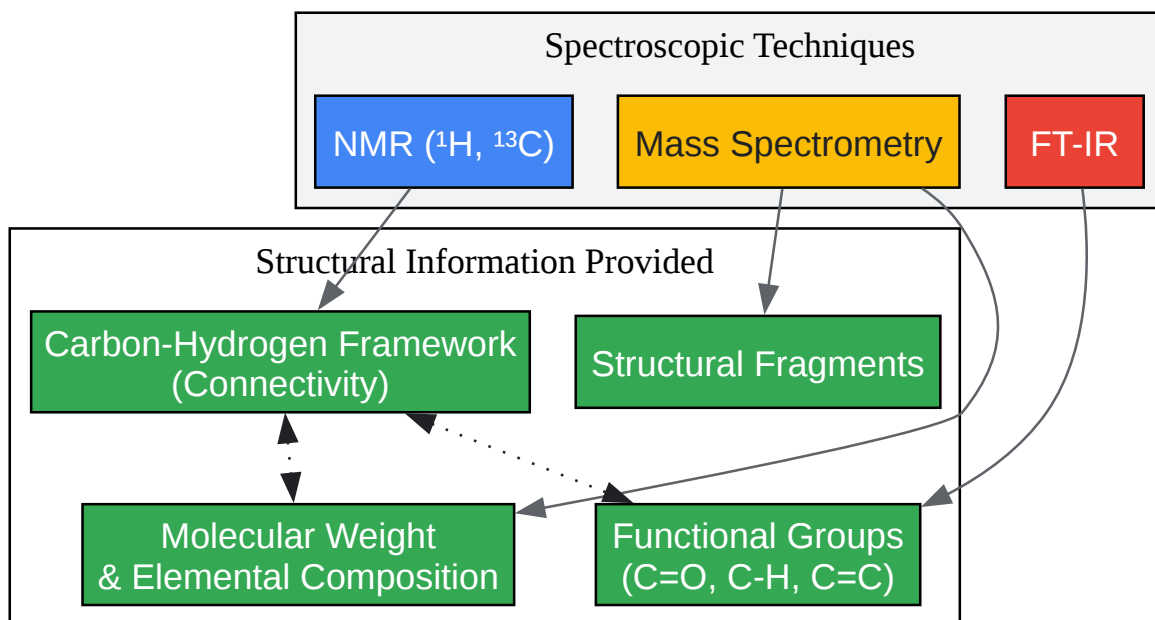 Spectroscopic Techniques
NMR (¹H, ¹³C)
Mass Spectrometry
FT-IR
Structural Information Provided
Carbon-Hydrogen Framework
(Connectivity)
Structural Fragments
Molecular Weight
& Elemental Composition
Functional Groups
(C=O, C-H, C=C)